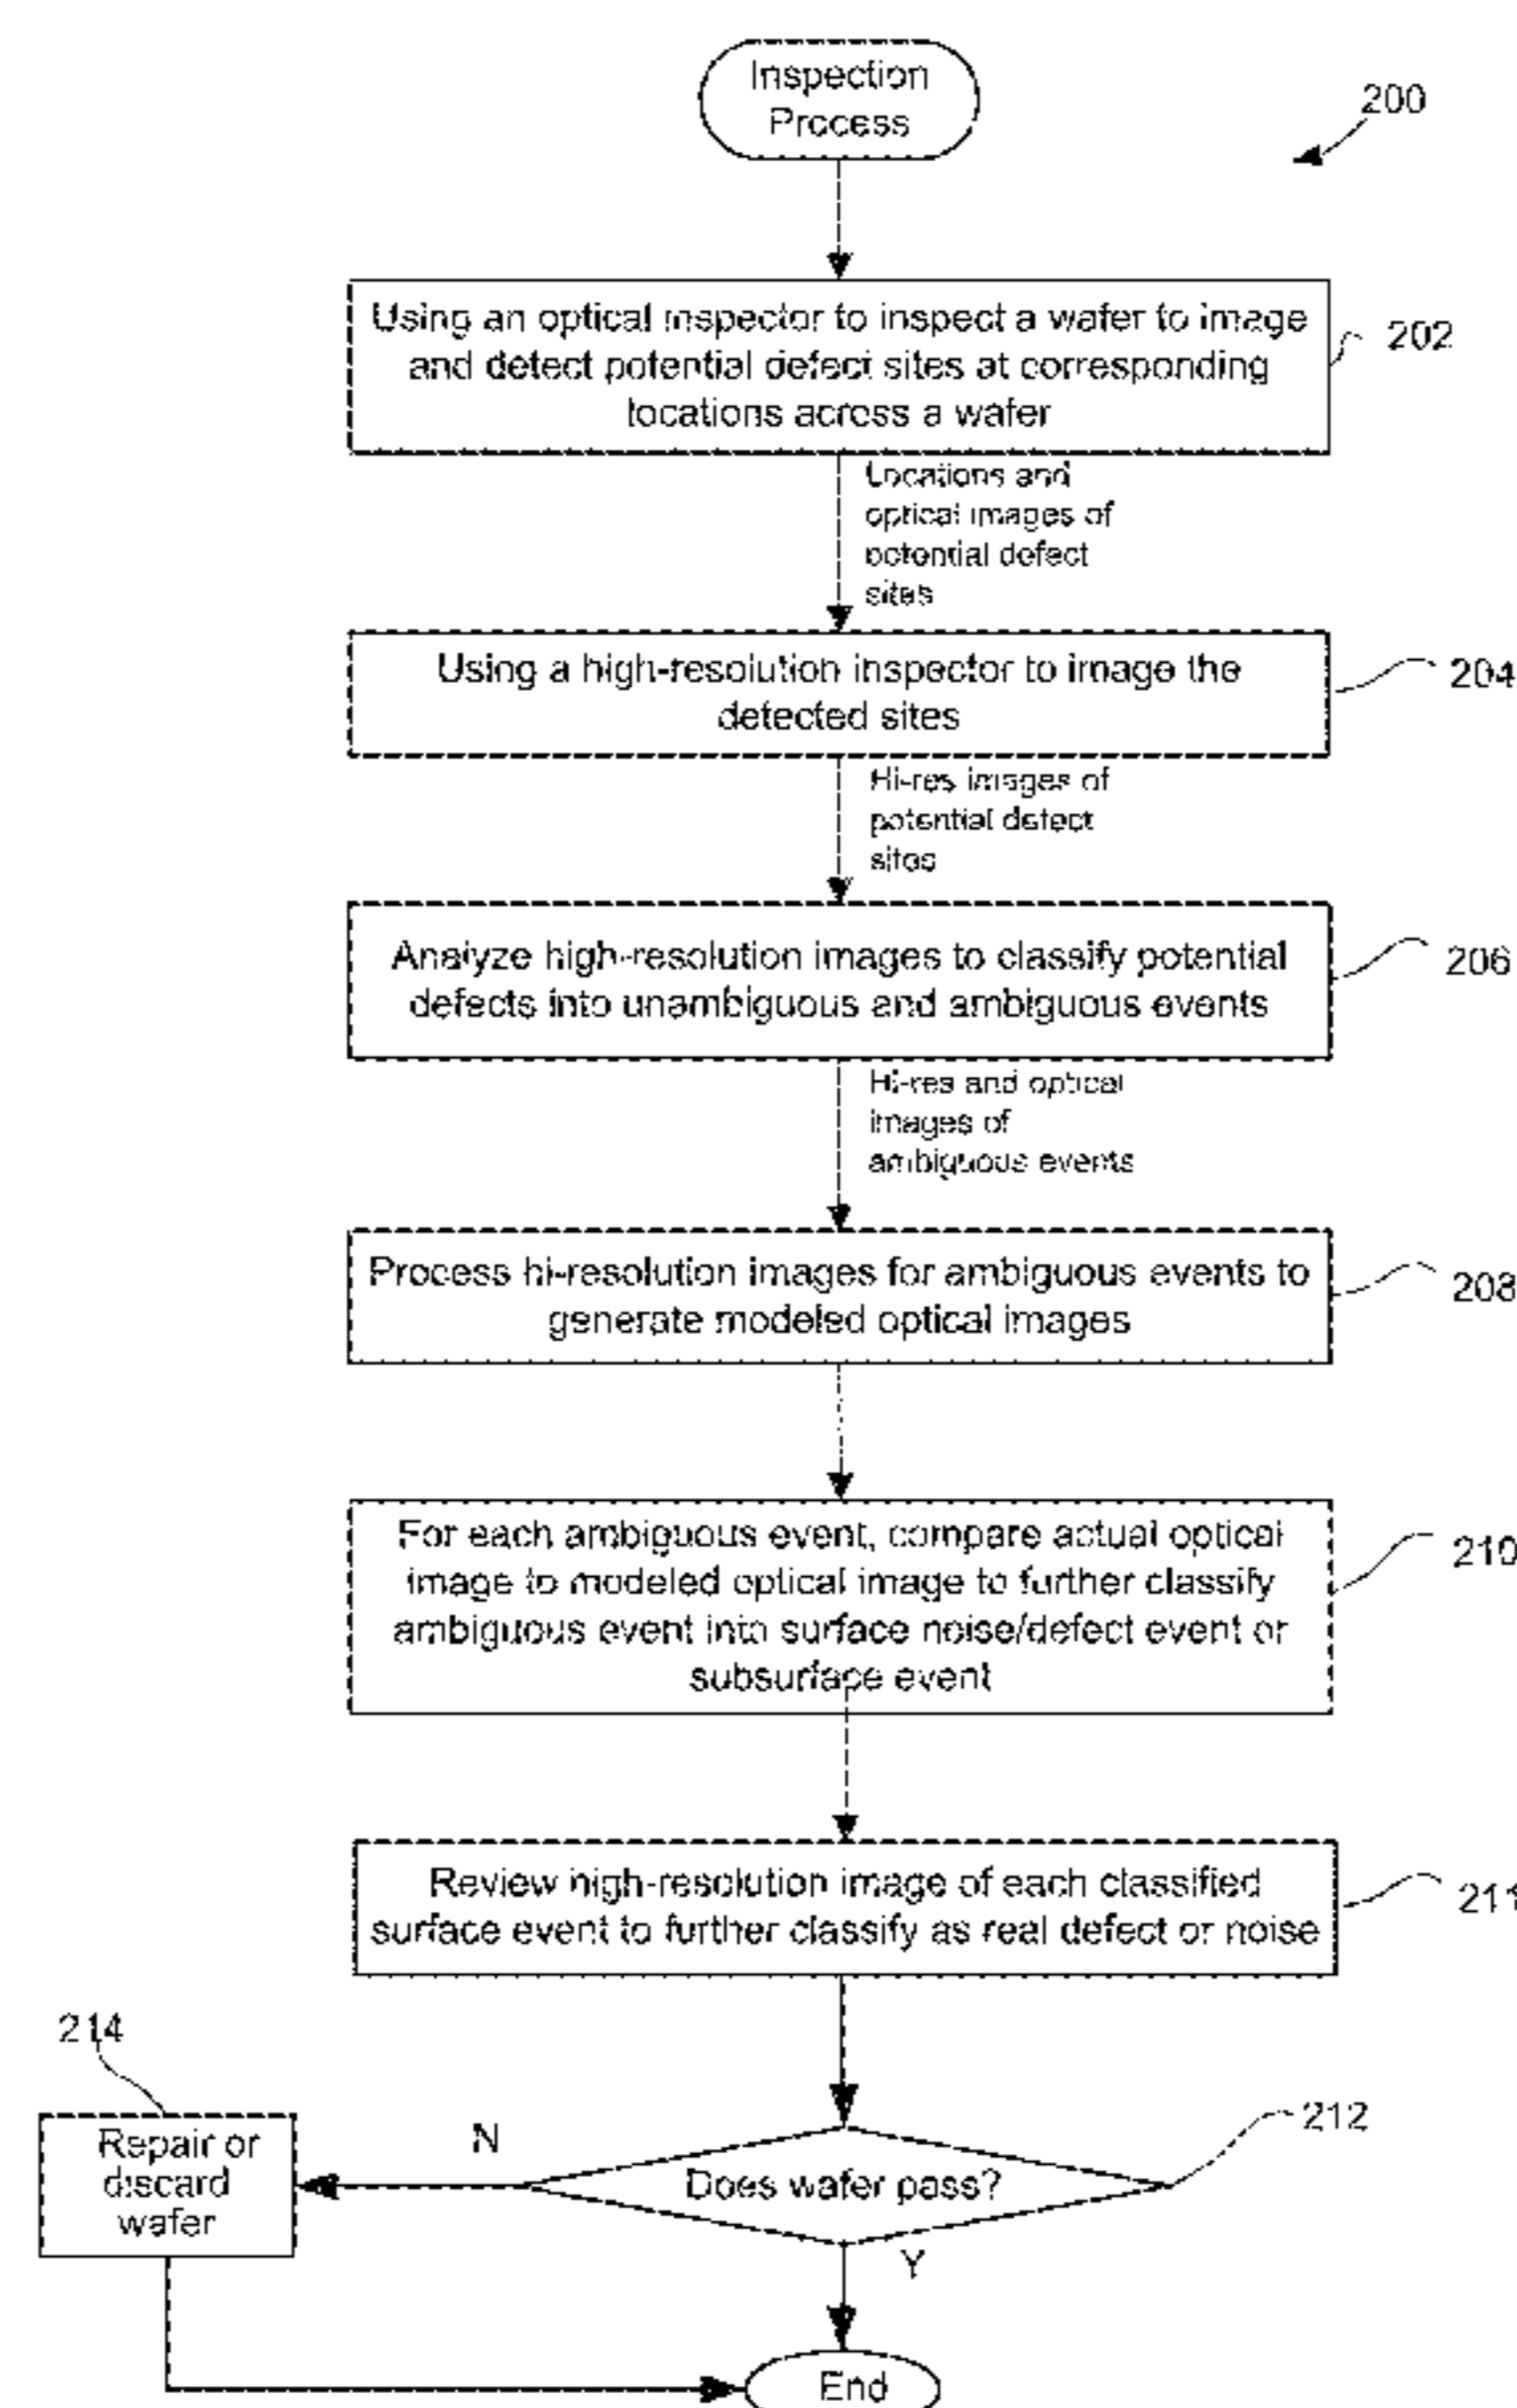 Inspection
Process
200
Using an optical inspector to inspect a wafer to image
and detect potential defect sites at corresponding
locations across a wafer
202
Locations and
optical images of
potential defect
sites
Using a high-resolution inspector to image the
detected sites
204
Hi-res images of
potential defect
sites
Analyze high-resolution images to classify potential
defects into unambiguous and ambiguous events
206
Hi-res and optical
images of
ambiguous events
Process hi-resolution images for ambiguous events to
generate modeled optical images
208
For each ambiguous event, compare actual optical
image to modeled optical image to further classify
ambiguous event into surface noise/defect event or
subsurface event
210
Review high-resolution image of each classified
surface event to further classify as real defect or noise
211
214
Repair or
discard
wafer
N
Does wafer pass?
212
Y
End